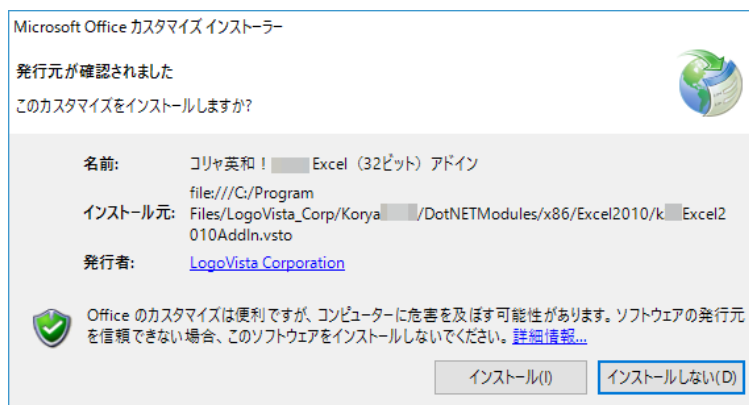 Microsoft Office カスタマイズ インストーラー
発行元が確認されました
このカスタマイズをインストールしますか?
名前: コリャ英和! Excel (32ビット) アドイン
file:///C:/Program
インストール元: Files/LogoVista_Corp/Korya /DotNETModules/x86/Excel2010/k Excel2
010AddIn.vsto
発行者: LogoVista Corporation
Office のカスタマイズは便利ですが、コンピューターに危害を及ぼす可能性があります。ソフトウェアの発行元
を信頼できない場合、このソフトウェアをインストールしないでください。詳細情報...
インストール(I) インストールしない(D)